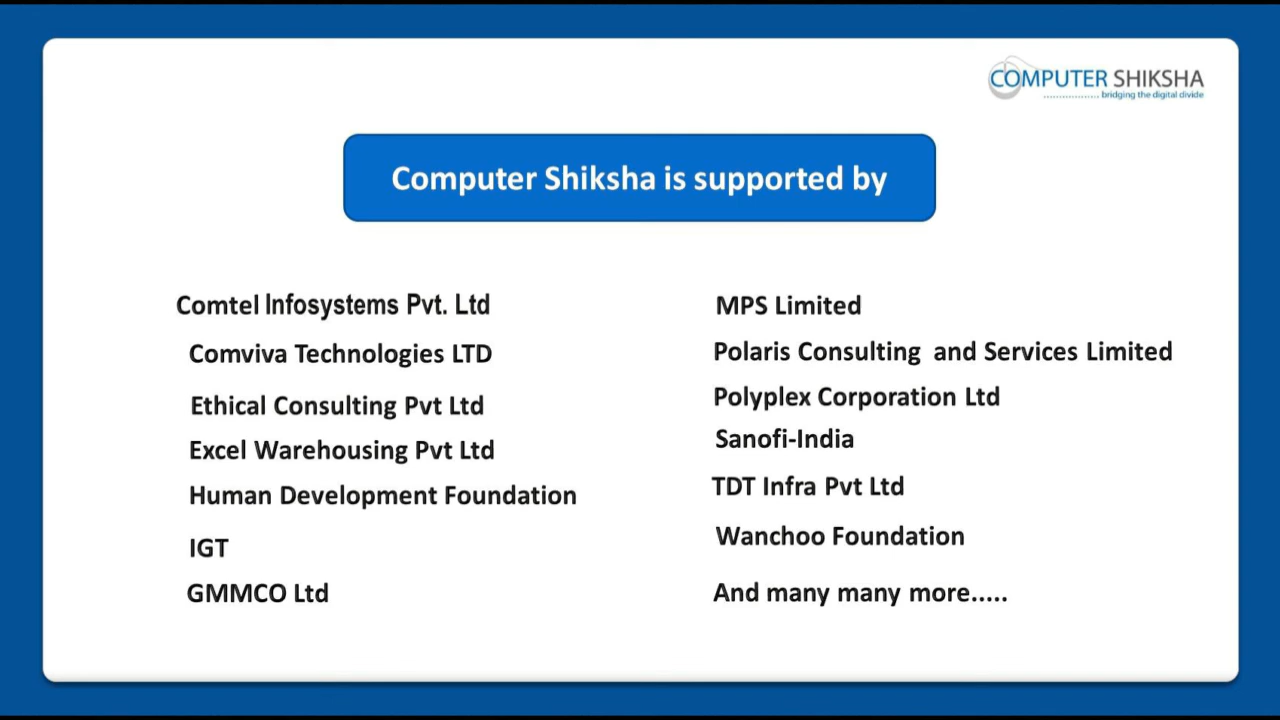 COMPUTER SHIKSHA
bridging the digital divide
Computer Shiksha is supported by
Comtel Infosystems Pvt. Ltd
Comviva Technologies LTD
Ethical Consulting Pvt Ltd
Excel Warehousing Pvt Ltd
Human Development Foundation
IGT
GMMCO Ltd
MPS Limited
Polaris Consulting and Services Limited
Polyplex Corporation Ltd
Sanofi-India
TDT Infra Pvt Ltd
Wanchoo Foundation
And many many more.....